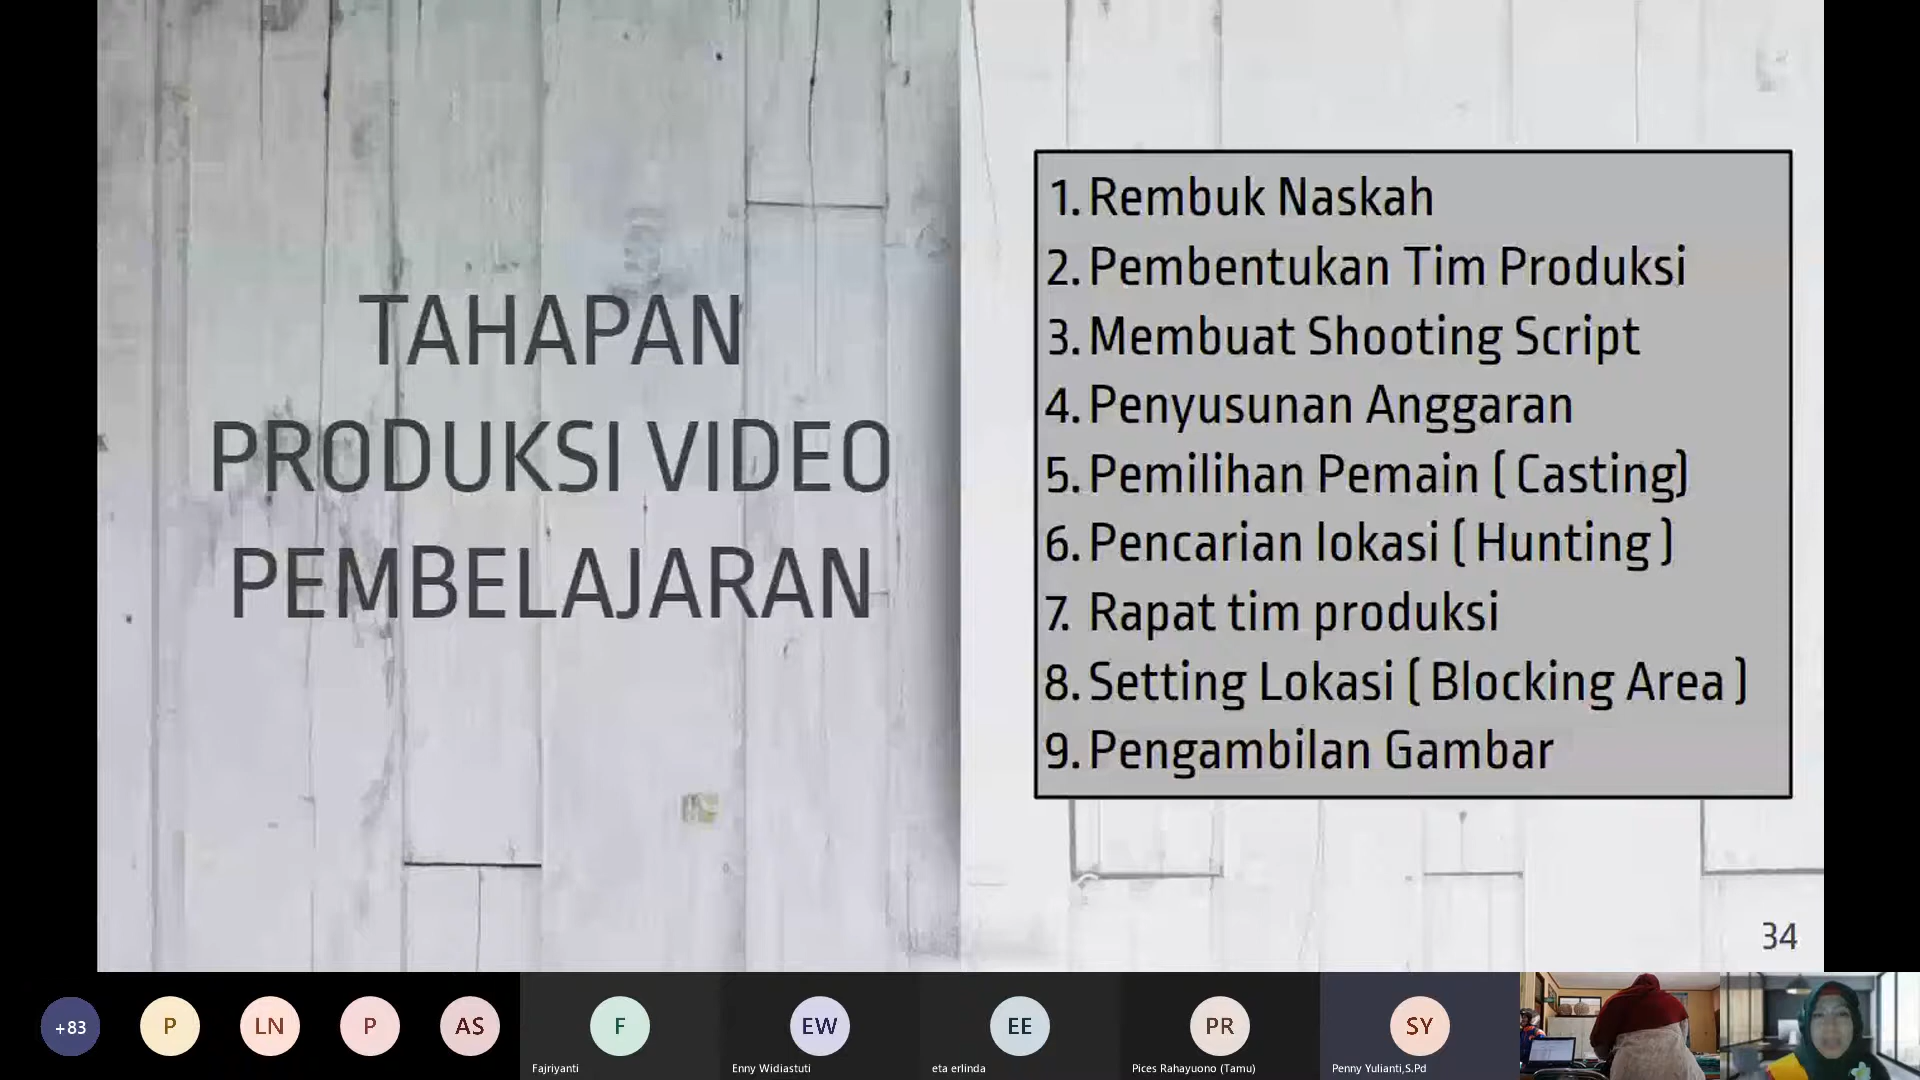 TAHAPAN
PRODUKSI VIDEO
PEMBELAJARAN
1. Rembuk Naskah
2. Pembentukan Tim Produksi
3. Membuat Shooting Script
4. Penyusunan Anggaran
5. Pemilihan Pemain ( Casting)
6. Pencarian lokasi ( Hunting )
7. Rapat tim produksi
8. Setting Lokasi ( Blocking Area )
9. Pengambilan Gambar
34
+83
P
LN
P
AS
F
Fajriyanti
EW
Enny Widiastuti
EE
eta erlinda
PR
Pices Rahayuono (Tamu)
SY
Penny Yulianti,S.Pd